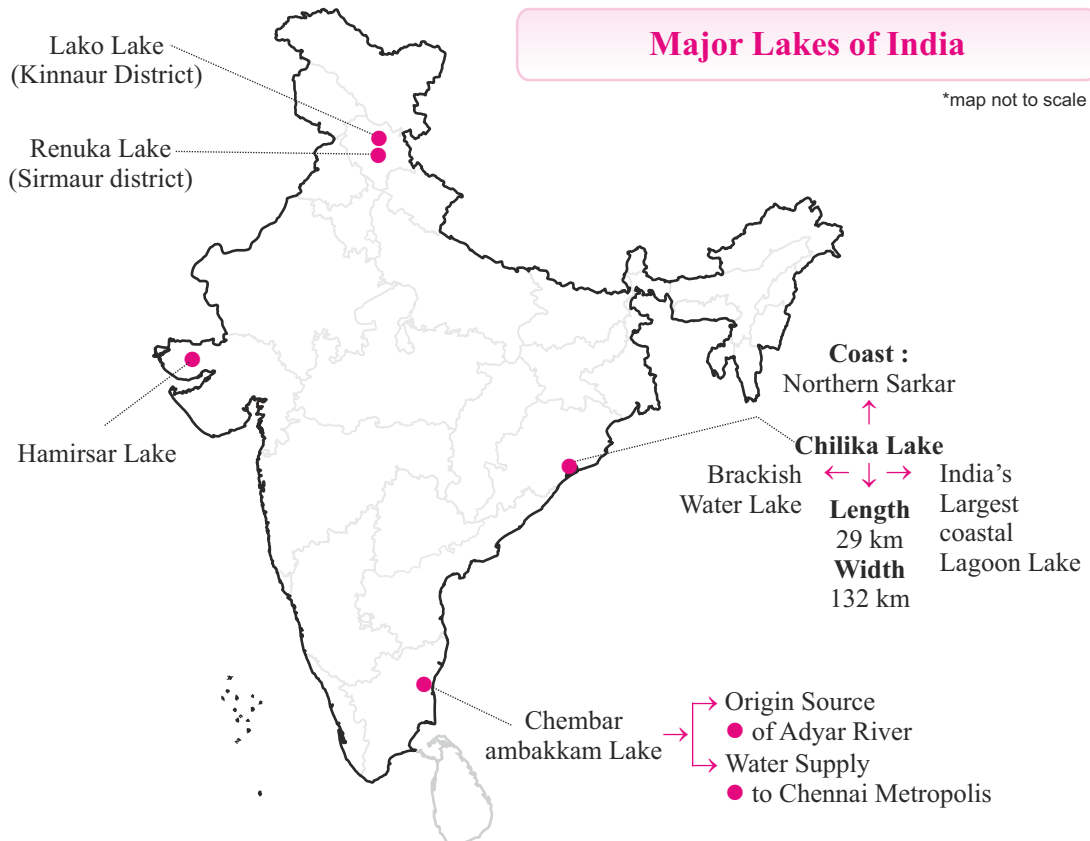 Major Lakes of India
*map not to scale
Lako Lake
(Kinnaur District)
Renuka Lake
(Sirmaur district)
Hamirsar Lake
Coast :
Northern Sarkar
Chilika Lake
Brackish
Water Lake
Length
29 km
Width
132 km
India's
Largest
coastal
Lagoon Lake
Chembar
ambakkam Lake
Origin Source
of Adyar River
Water Supply
to Chennai Metropolis